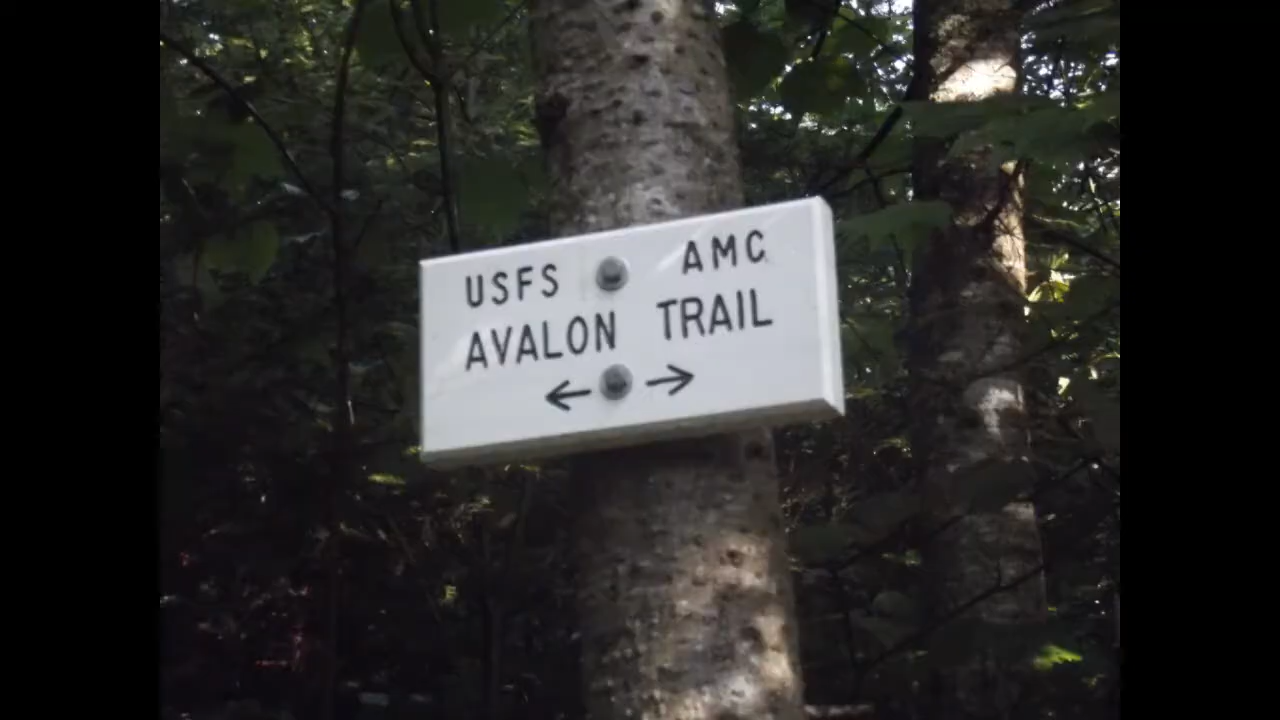 USFS AMC
AVALON TRAIL
← →